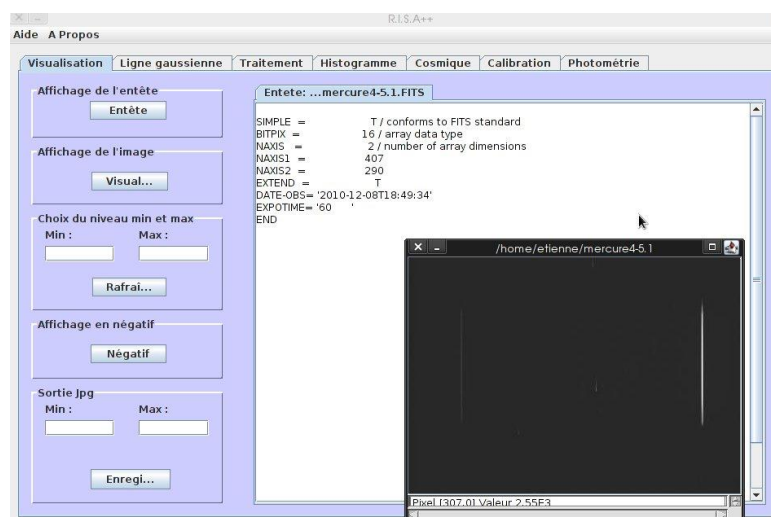 R.I.S.A++
Aide A Propos
Visualisation Ligne gaussienne Traitement Histogramme Cosmique Calibration Photométrie
Affichage de l'entête
Entête
Affichage de l'image
Visual...
Choix du niveau min et max
Min : Max :
Rafraî...
Affichage en négatif
Négatif
Sortie Jpg
Min : Max :
Enregi...
Entete: ...mercure4-5.1.FITS
SIMPLE = T / conforms to FITS standard
BITPIX = 16 / array data type
NAXIS = 2 / number of array dimensions
NAXIS1 = 407
NAXIS2 = 290
EXTEND = T
DATE-OBS= '2010-12-08T18:49:34'
EXPOTIME= '60 '
END
/home/etienne/mercure4-5.1
Pixel [307,0] Valeur 2.55E3